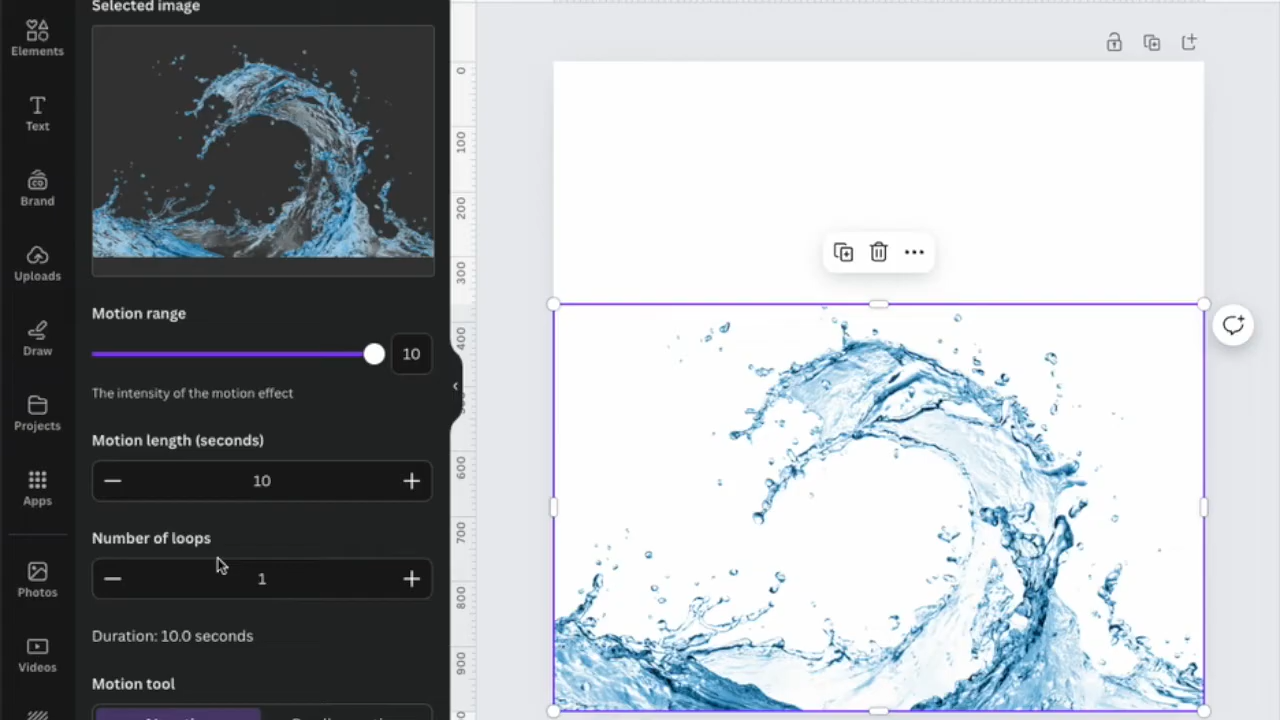 Selected image
Elements
Text
Brand
Uploads
Draw
Projects
Apps
Photos
Videos
Motion range
10
The intensity of the motion effect
Motion length (seconds)
10
Number of loops
1
Duration: 10.0 seconds
Motion tool
0
100
200
300
400
600
700
800
900